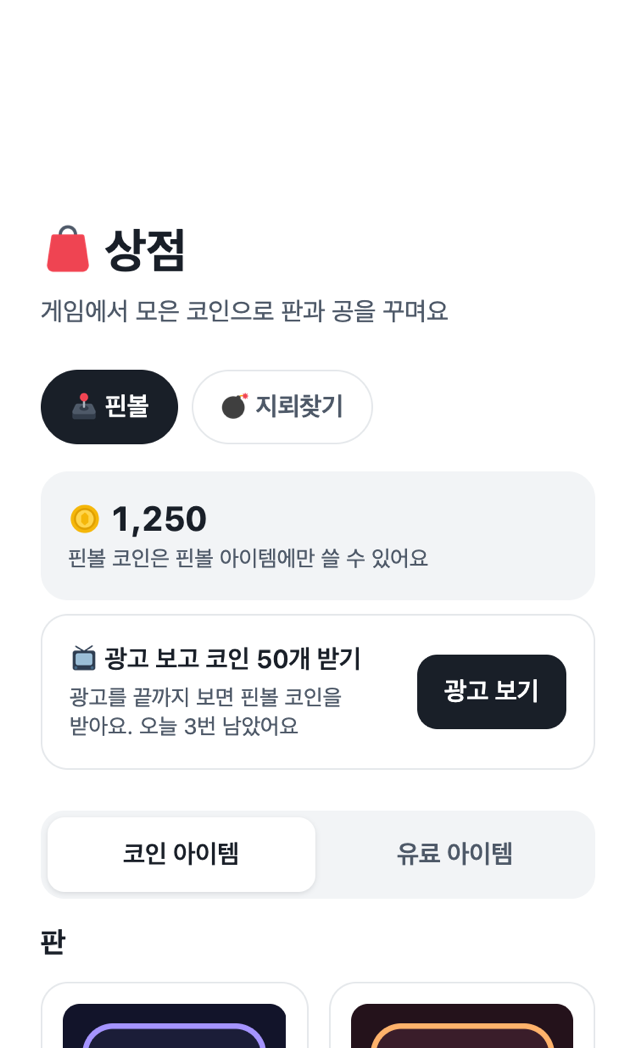 상점
게임에서 모은 코인으로 판과 공을 꾸며요
핀볼
지뢰찾기
1,250
핀볼 코인은 핀볼 아이템에만 쓸 수 있어요
광고 보고 코인 50개 받기
광고를 끝까지 보면 핀볼 코인을
받아요. 오늘 3번 남았어요
광고 보기
코인 아이템
유료 아이템
판